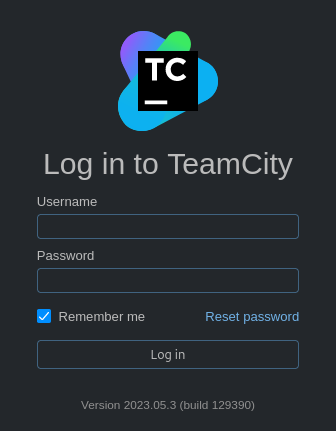 TC
Log in to TeamCity
Username
Password
Remember me
Reset password
Log in
Version 2023.05.3 (build 129390)